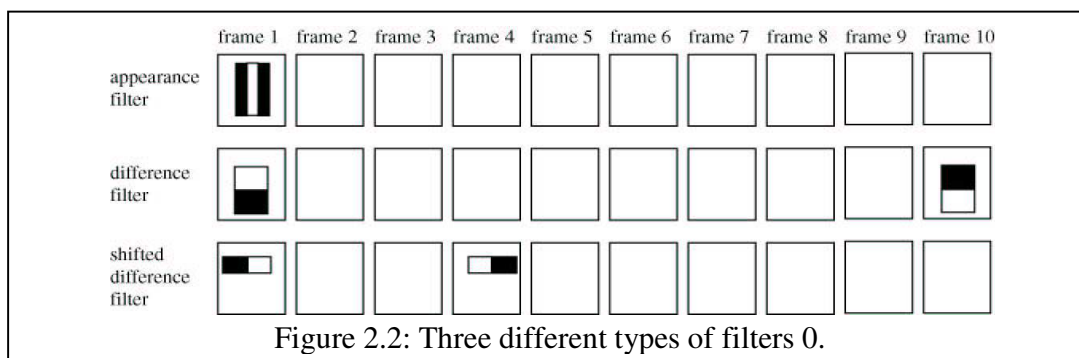 frame 1 frame 2 frame 3 frame 4 frame 5 frame 6 frame 7 frame 8 frame 9 frame 10
appearance
filter
difference
filter
shifted
difference
filter
Figure 2.2: Three different types of filters 0.